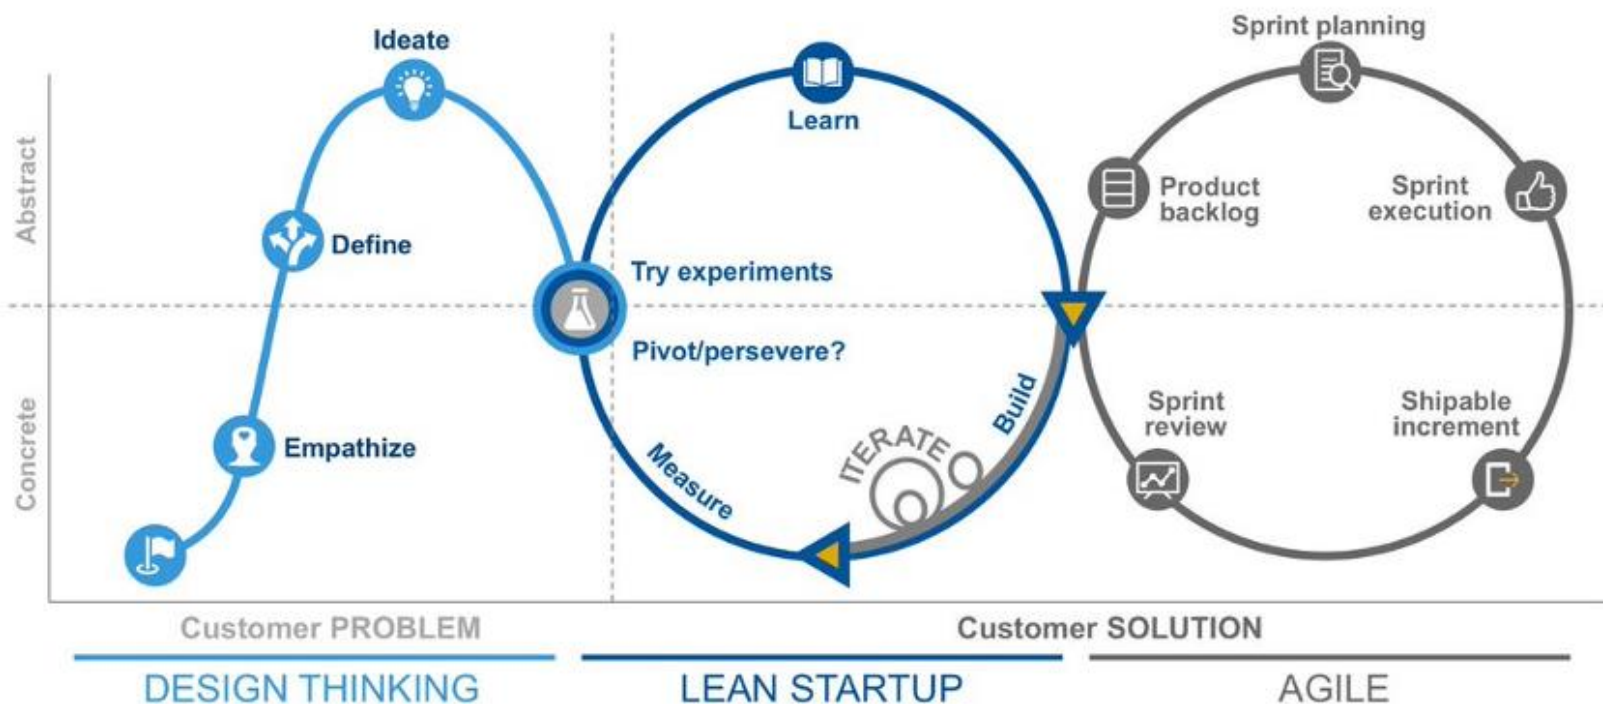 Ideate
Define
Empathize
Abstract
Concrete
Learn
Try experiments
Pivot/persevere?
Measure
ITERATE
Build
Sprint planning
Product
backlog
Sprint
execution
Sprint
review
Shipable
increment
Customer PROBLEM
Customer SOLUTION
DESIGN THINKING
LEAN STARTUP
AGILE